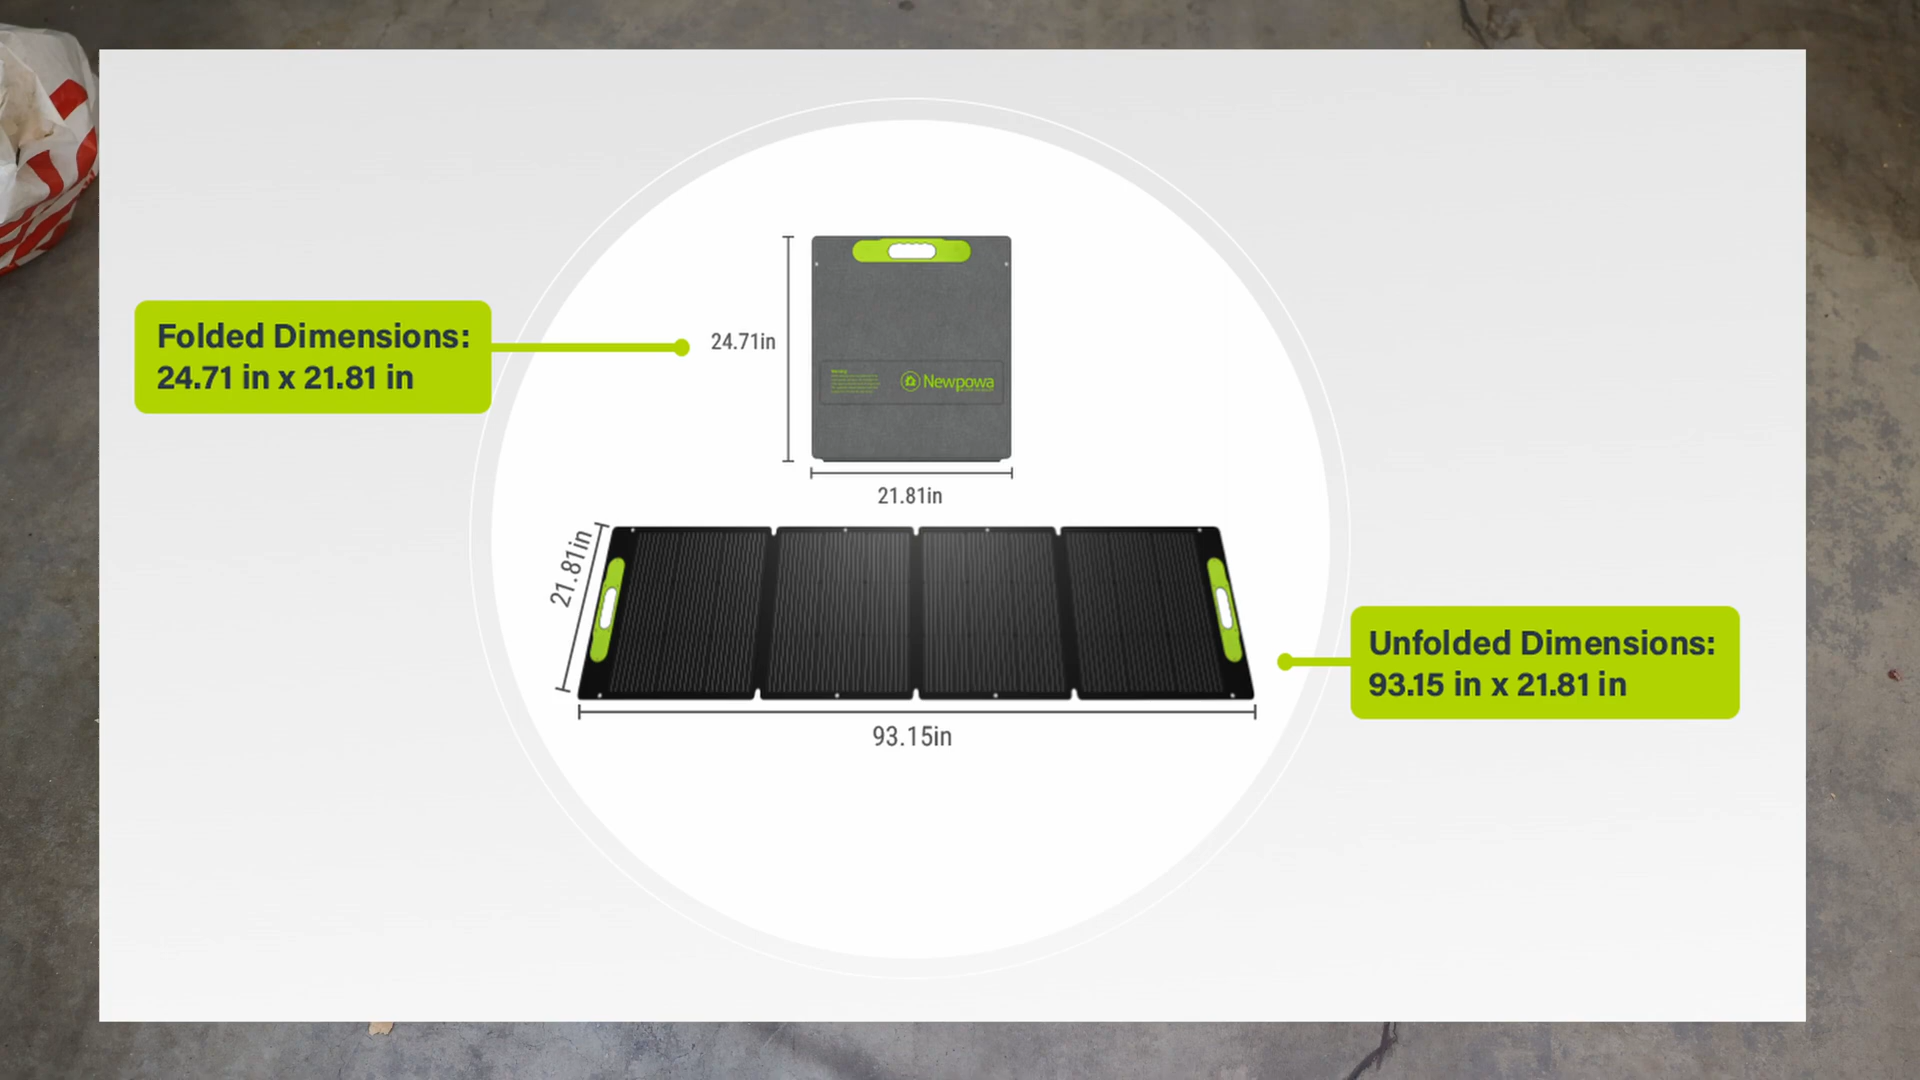 Folded Dimensions:
24.71 in x 21.81 in
24.71in
Newpowa
21.81in
21.81in
93.15in
Unfolded Dimensions:
93.15 in x 21.81 in